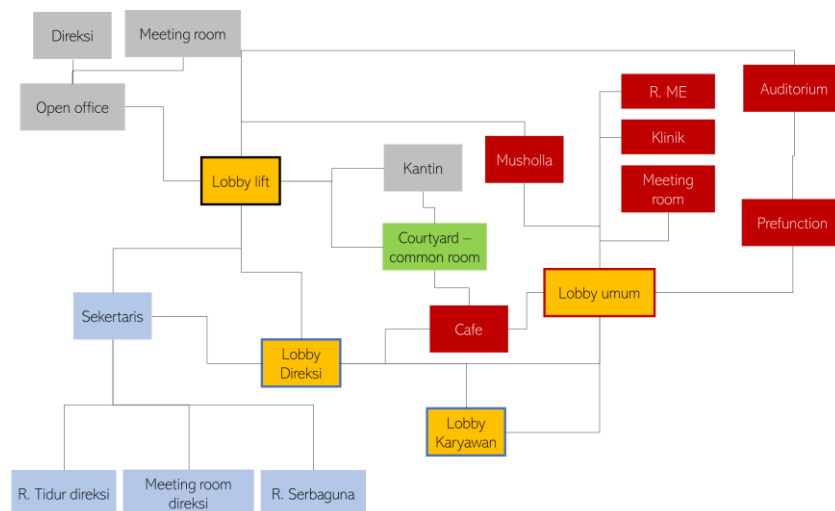 Direksi
Meeting room
Open office
R. ME
Auditorium
Klinik
Musholla
Kantin
Lobby lift
Meeting
room
Prefunction
Courtyard –
common room
Lobby umum
Sekertaris
Cafe
Lobby
Direksi
Lobby
Karyawan
R. Tidur direksi
Meeting room
direksi
R. Serbaguna